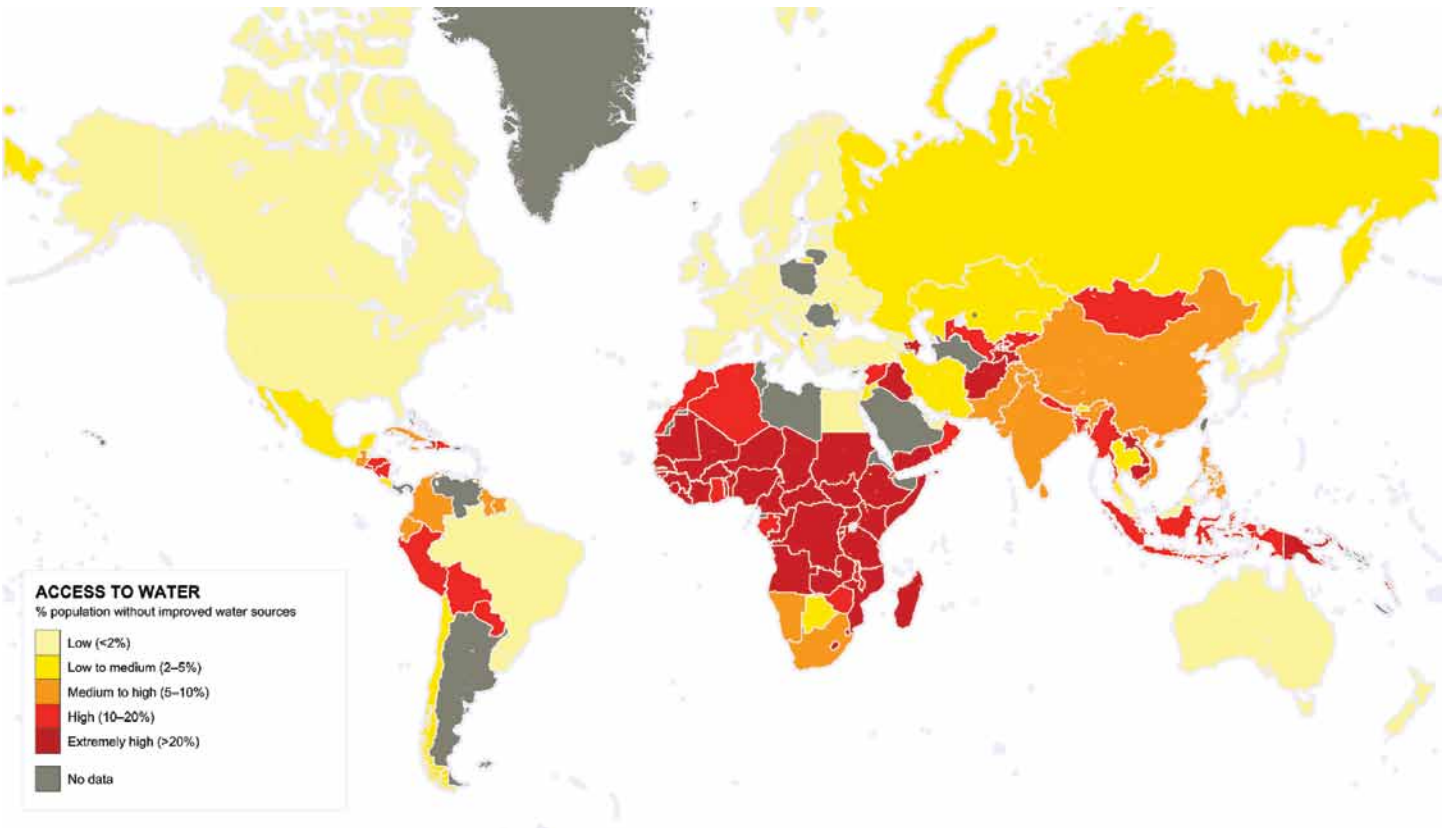 ACCESS TO WATER
% population without improved water sources
Low (<2%)
Low to medium (2–5%)
Medium to high (5–10%)
High (10–20%)
Extremely high (>20%)
No data